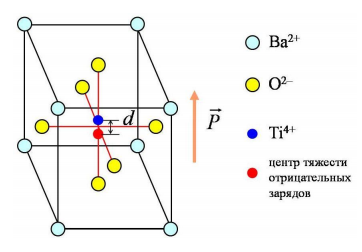 d
P
Ba²⁺
O²⁻
Ti⁴⁺
центр тяжести
отрицательных
зарядов